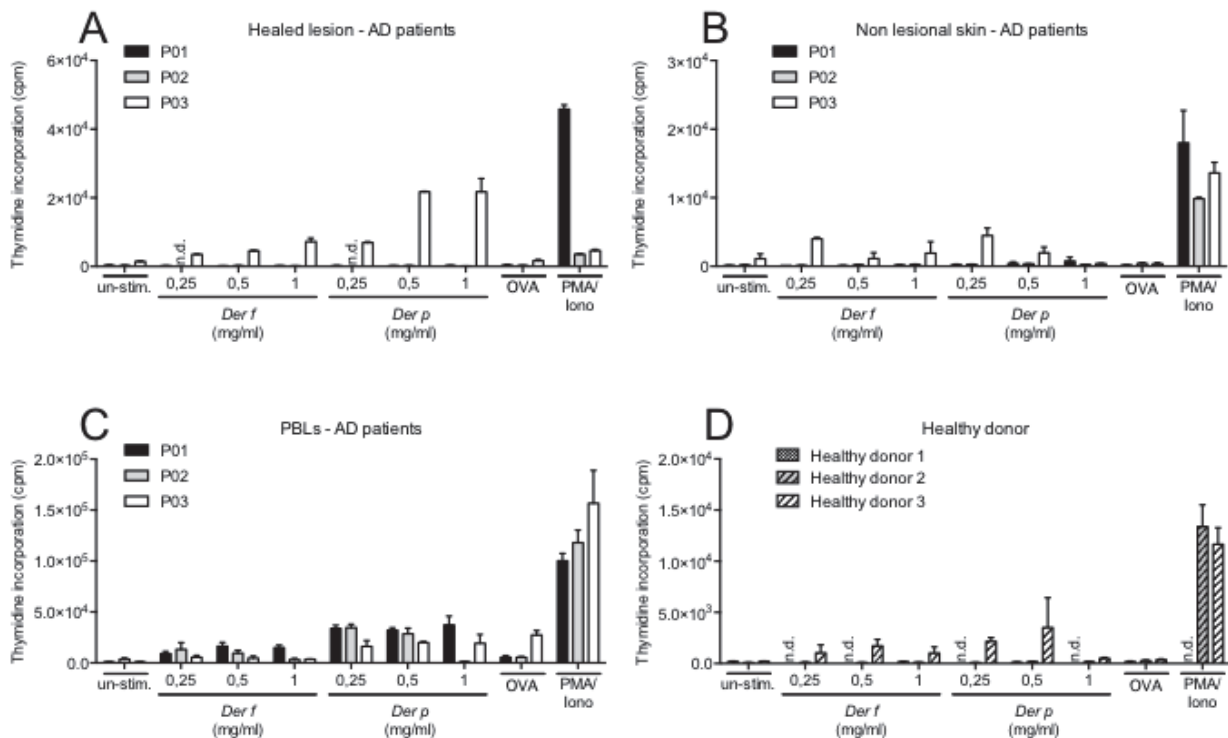 A
Healed lesion - AD patients
P01
P02
P03
Thymidine incorporation (cpm)
6×10⁴
4×10⁴
2×10⁴
0
n.d.
n.d.
un-stim.
0,25 0,5 1
0,25 0,5 1
OVA
PMA/
Iono
Der f
(mg/ml)
Der p
(mg/ml)
B
Non lesional skin - AD patients
P01
P02
P03
Thymidine incorporation (cpm)
3×10⁴
2×10⁴
1×10⁴
0
un-stim.
0,25 0,5 1
0,25 0,5 1
OVA
PMA/
Iono
Der f
(mg/ml)
Der p
(mg/ml)
C
PBLs - AD patients
P01
P02
P03
Thymidine incorporation (cpm)
2.0×10⁵
1.5×10⁵
1.0×10⁵
5.0×10⁴
0.0
un-stim.
0,25 0,5 1
0,25 0,5 1
OVA
PMA/
Iono
Der f
(mg/ml)
Der p
(mg/ml)
D
Healthy donor
Healthy donor 1
Healthy donor 2
Healthy donor 3
Thymidine incorporation (cpm)
2.0×10⁴
1.5×10⁴
1.0×10⁴
5.0×10³
0.0
n.d.
n.d.
n.d.
n.d.
n.d.
un-stim.
0,25 0,5 1
0,25 0,5 1
OVA
PMA/
Iono
Der f
(mg/ml)
Der p
(mg/ml)